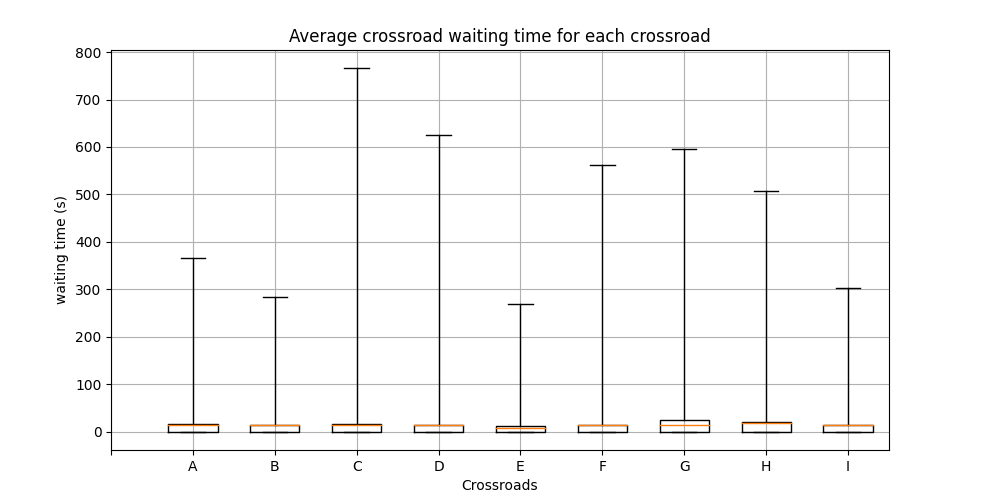 Average crossroad waiting time for each crossroad
800
700
600
500
400
300
200
100
0
waiting time (s)
A B C D E F G H I
Crossroads